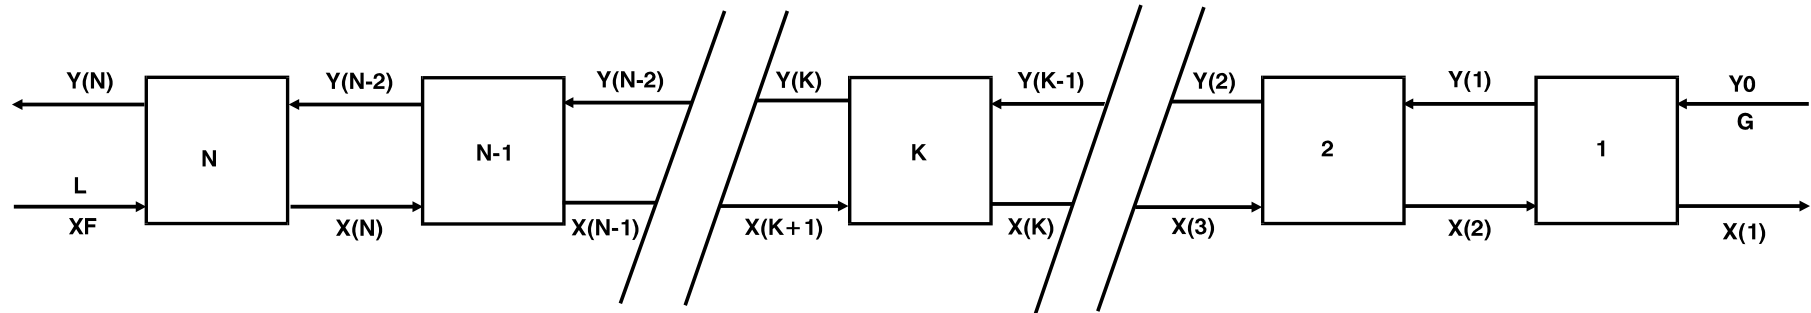 Y(N) Y(N-2) Y(N-2) Y(K) Y(K-1) Y(2) Y(1) Y0
G
N N-1 K 2 1
L
XF X(N) X(N-1) X(K+1) X(K) X(3) X(2) X(1)